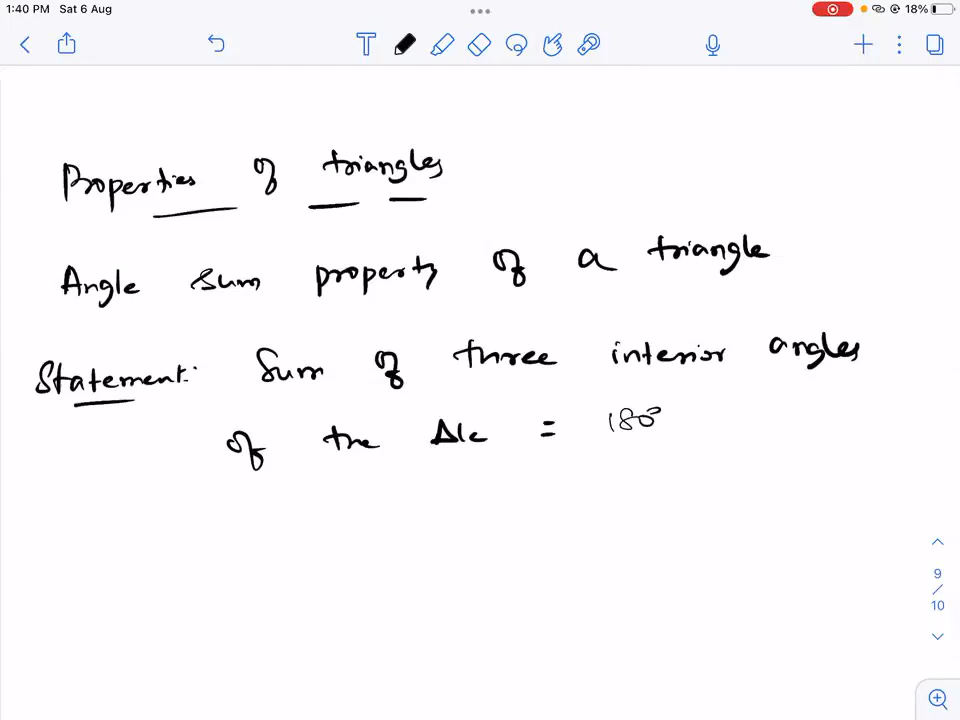 1:40 PM Sat 6 Aug 18%
Properties of triangles
Angle sum property of a triangle
Statement: Sum of three interior angles
of the Δle = 180°
9
/
10